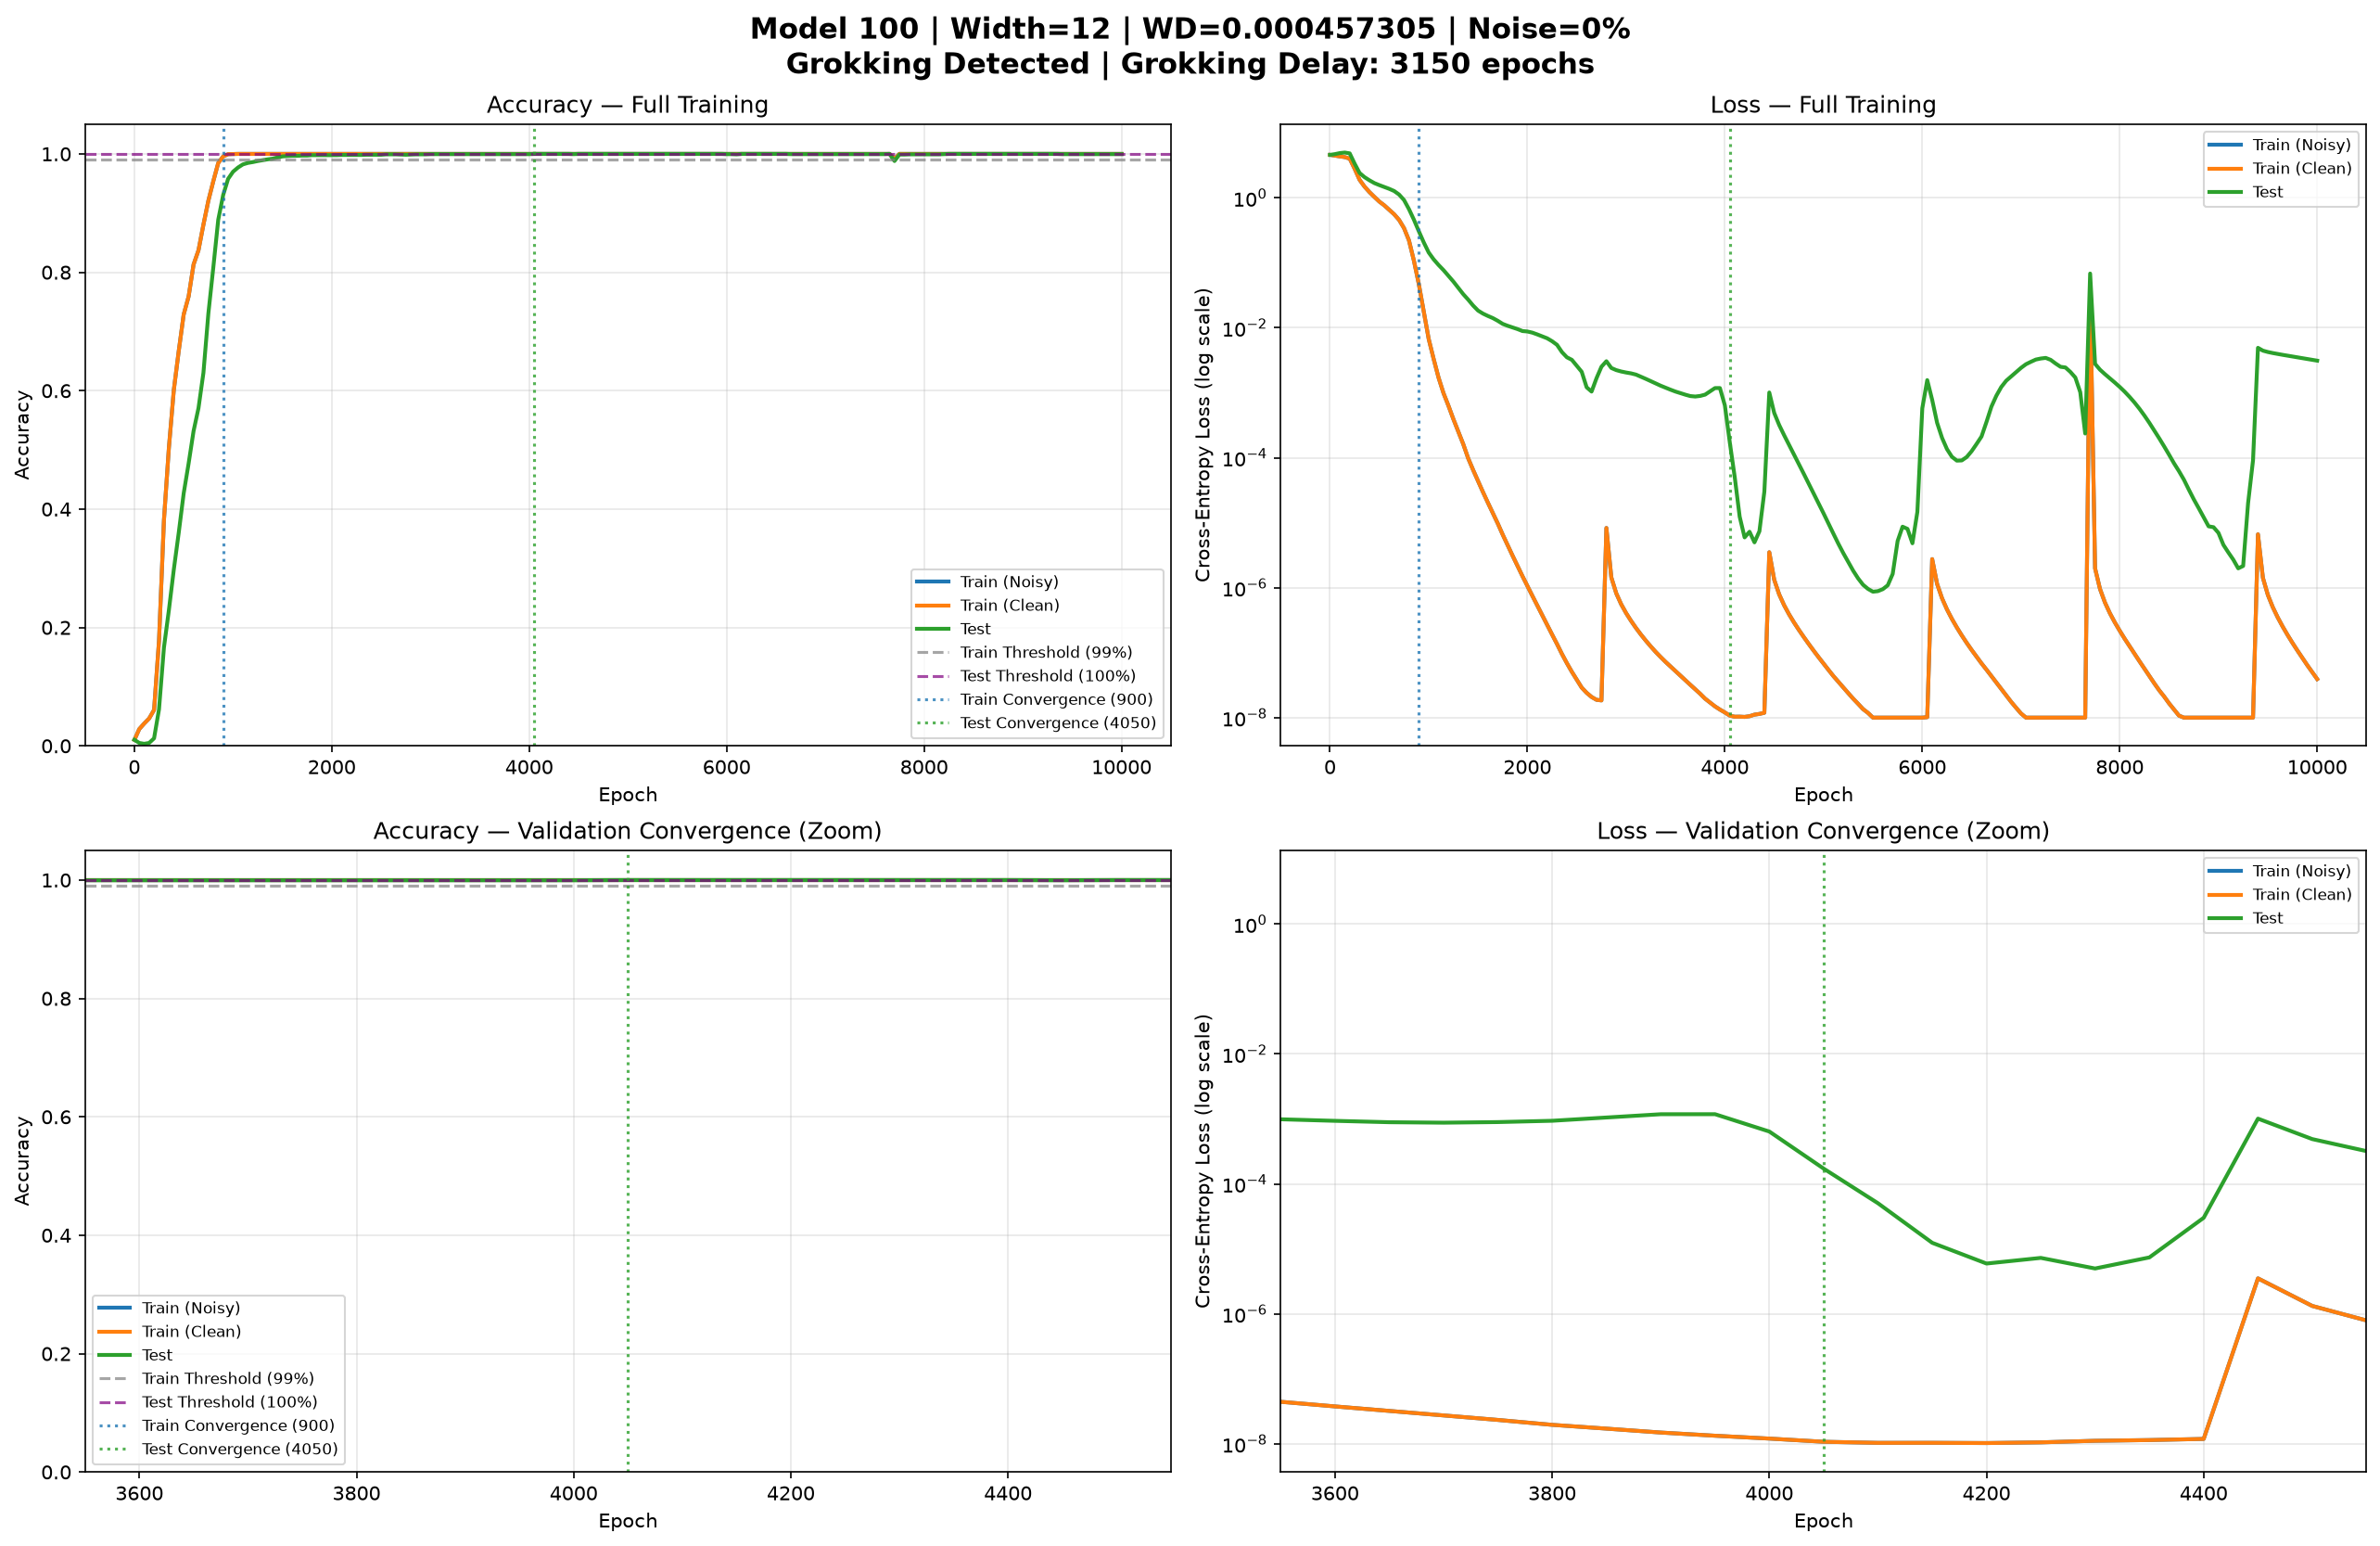 Model 100 | Width=12 | WD=0.000457305 | Noise=0%
Grokking Detected | Grokking Delay: 3150 epochs
Accuracy — Full Training
Accuracy
1.0
0.8
0.6
0.4
0.2
0.0
0 2000 4000 6000 8000 10000
Epoch
Train (Noisy)
Train (Clean)
Test
Train Threshold (99%)
Test Threshold (100%)
Train Convergence (900)
Test Convergence (4050)
Loss — Full Training
Cross-Entropy Loss (log scale)
10⁰
10⁻²
10⁻⁴
10⁻⁶
10⁻⁸
0 2000 4000 6000 8000 10000
Epoch
Train (Noisy)
Train (Clean)
Test
Accuracy — Validation Convergence (Zoom)
Accuracy
1.0
0.8
0.6
0.4
0.2
0.0
3600 3800 4000 4200 4400
Epoch
Train (Noisy)
Train (Clean)
Test
Train Threshold (99%)
Test Threshold (100%)
Train Convergence (900)
Test Convergence (4050)
Loss — Validation Convergence (Zoom)
Cross-Entropy Loss (log scale)
10⁰
10⁻²
10⁻⁴
10⁻⁶
10⁻⁸
3600 3800 4000 4200 4400
Epoch
Train (Noisy)
Train (Clean)
Test